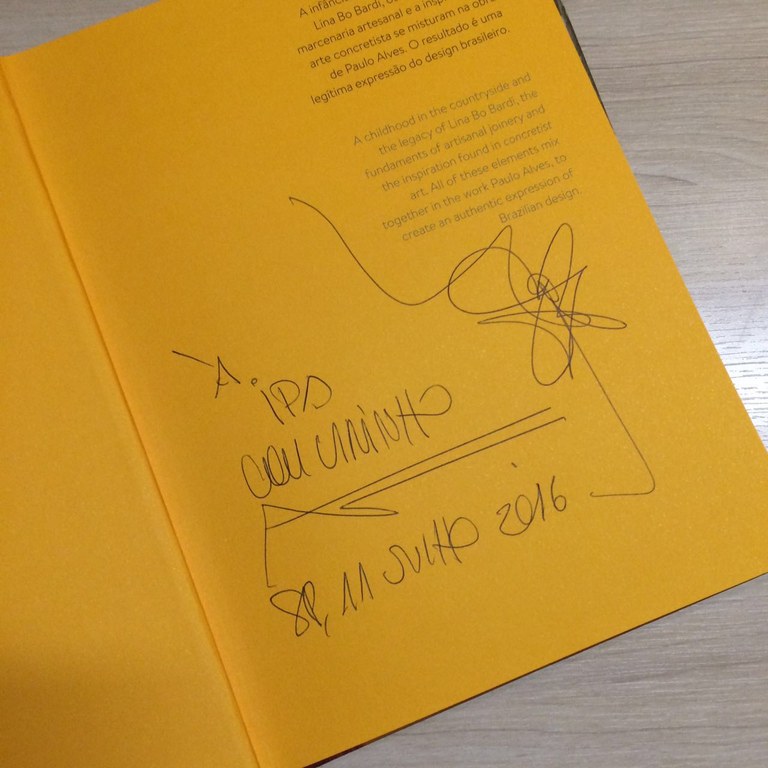 A infância
Lina Bo Bardi, os
marcenaria artesanal e a insp
arte concretista se misturam na obra
de Paulo Alves. O resultado é uma
legítima expressão do design brasileiro.
A childhood in the countryside and
the legacy of Lina Bo Bardi, the
fundaments of artisanal joinery and
the inspiration found in concretist
art. All of these elements mix
together in the work Paulo Alves, to
create an authentic expression of
Brazilian design.
À
COM CARINHO
SP, 11 JULHO 2016